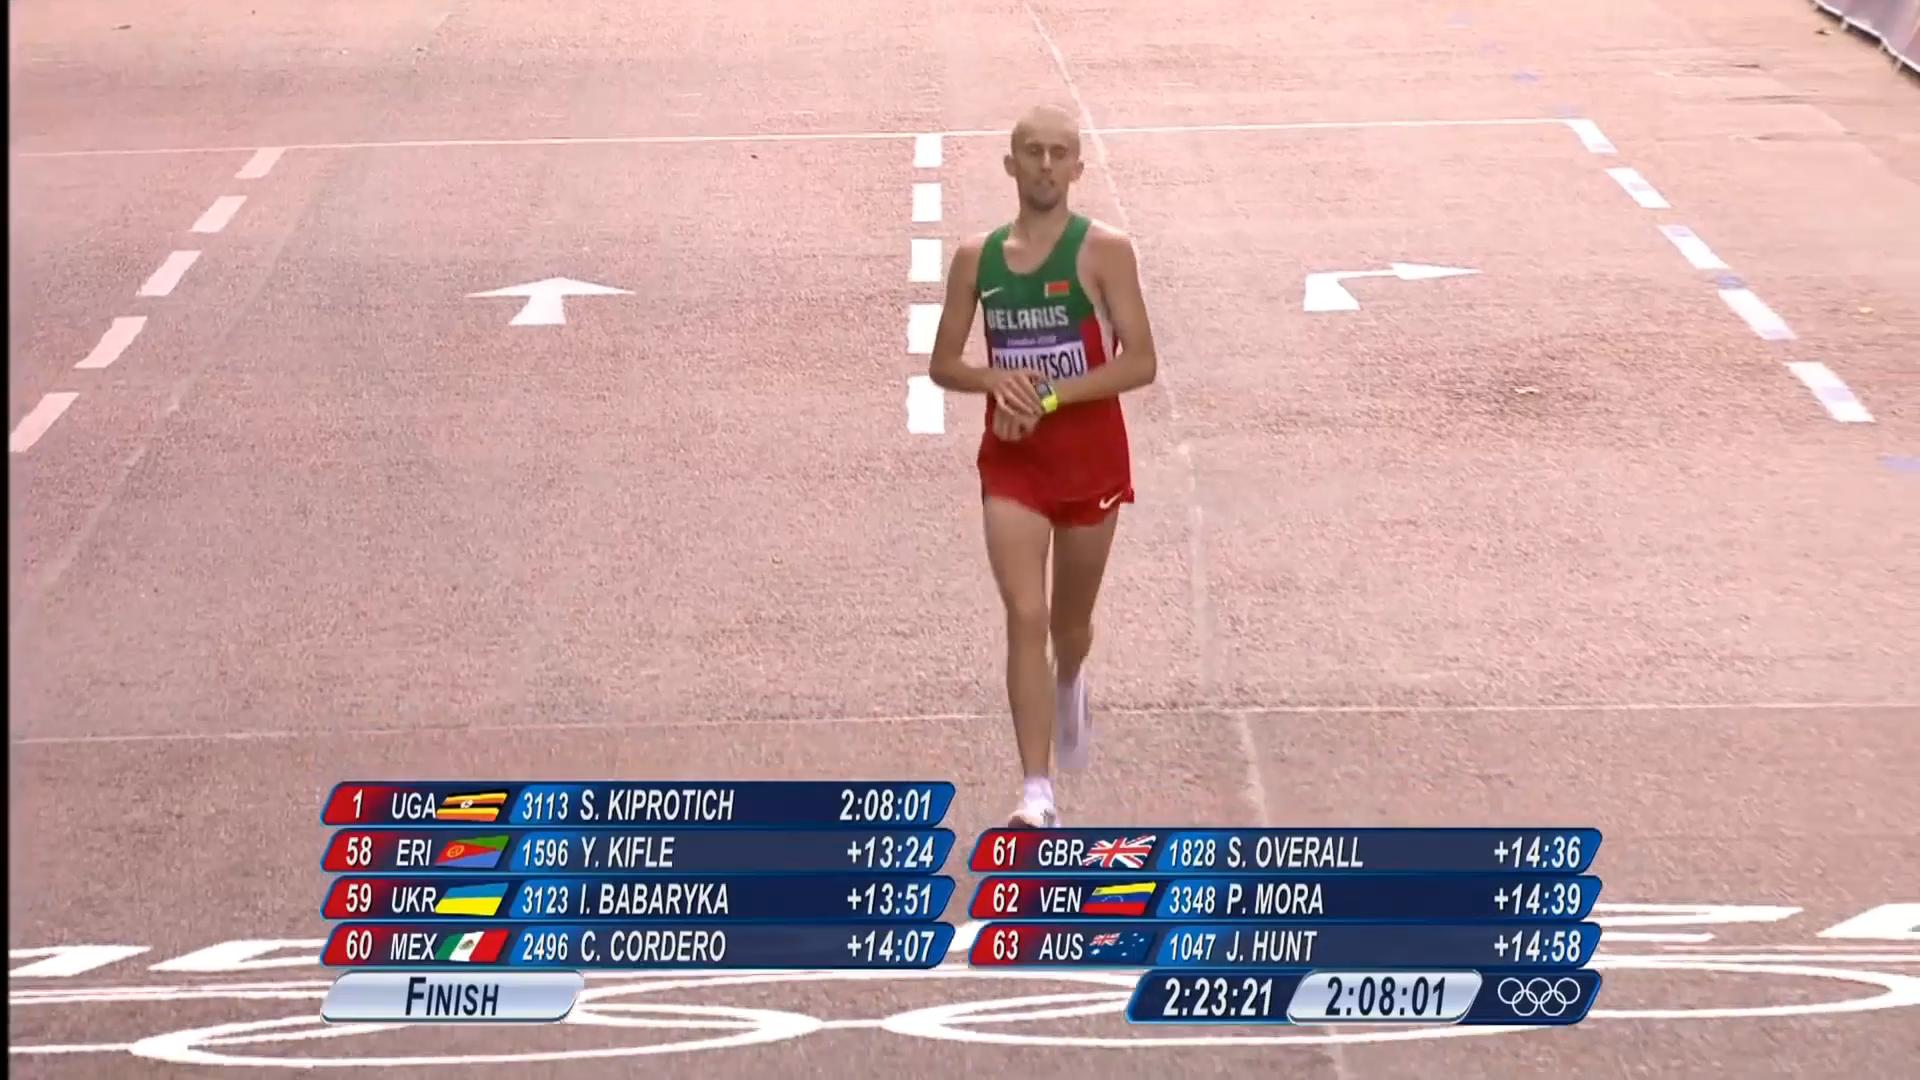 BELARUS
London 2012
1 UGA 3113 S. KIPROTICH 2:08:01
58 ERI 1596 Y. KIFLE +13:24
59 UKR 3123 I. BABARYKA +13:51
60 MEX 2496 C. CORDERO +14:07
61 GBR 1828 S. OVERALL +14:36
62 VEN 3348 P. MORA +14:39
63 AUS 1047 J. HUNT +14:58
FINISH
2:23:21 2:08:01